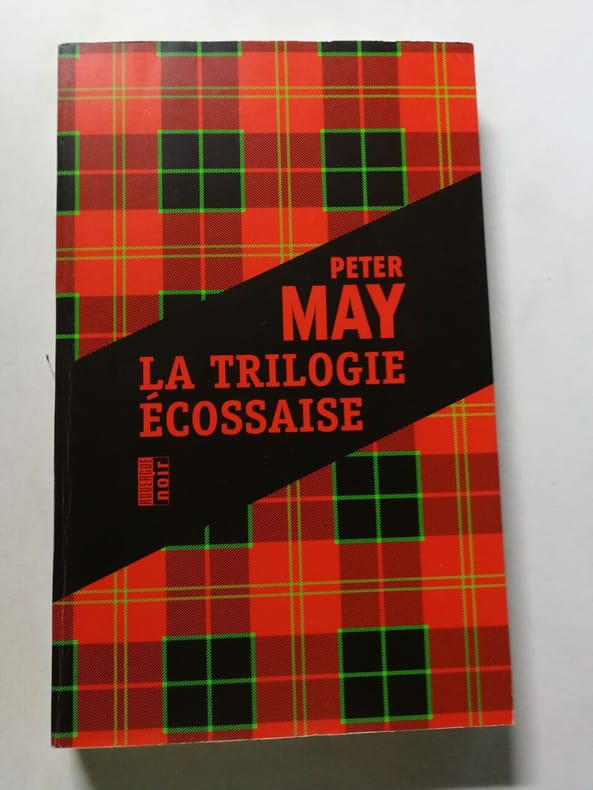 PETER
MAY
LA TRILOGIE
ÉCOSSAISE
ROUERGUE
noir